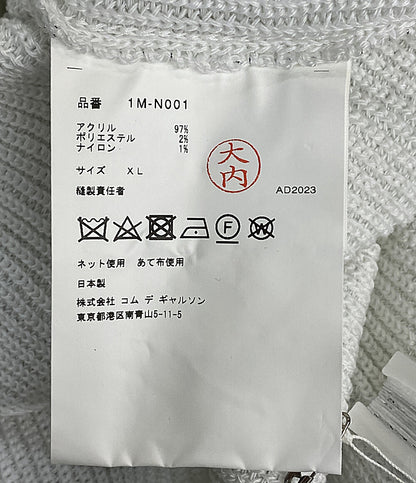 品番 1M-N001
アクリル 97%
ポリエステル 2%
ナイロン 1%
サイズ XL
大内
縫製責任者 AD2023
F W
ネット使用 あて布使用
日本製
株式会社 コム デ ギャルソン
東京都港区南青山5-11-5